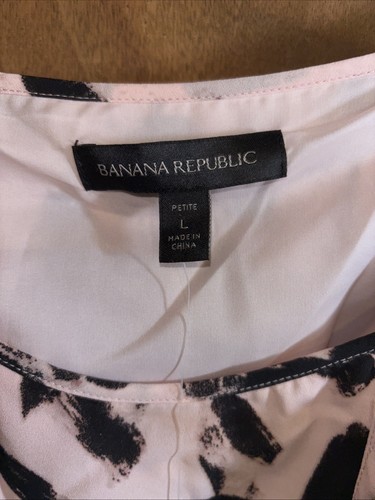 BANANA REPUBLIC
PETITE
L
MADE IN
CHINA